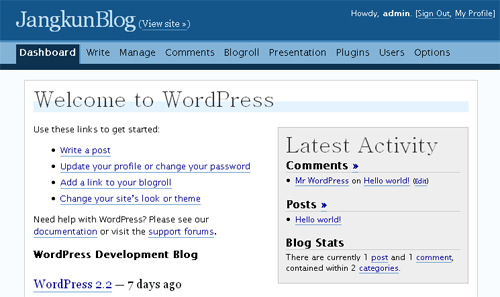 JangkunBlog (View site »)
Howdy, admin. [Sign Out, My Profile]
Dashboard Write Manage Comments Blogroll Presentation Plugins Users Options
Welcome to WordPress
Use these links to get started:
• Write a post
• Update your profile or change your password
• Add a link to your blogroll
• Change your site's look or theme
Need help with WordPress? Please see our
documentation or visit the support forums.
WordPress Development Blog
WordPress 2.2 — 7 days ago
Latest Activity
Comments »
• Mr WordPress on Hello world! (Edit)
Posts »
• Hello world!
Blog Stats
There are currently 1 post and 1 comment,
contained within 2 categories.